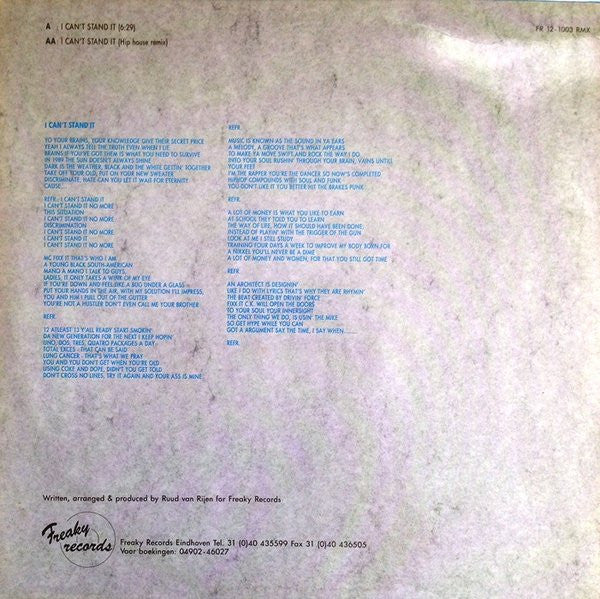 A : I CAN'T STAND IT (6:29)
AA : I CAN'T STAND IT (Hip house remix)
FR 12-1003 RMX
I CAN'T STAND IT
YO YOUR BRAINS, YOUR KNOWLEDGE GIVE THEIR SECRET PRICE
YEAH I ALWAYS TELL THE TRUTH EVEN WHEN I LIE
BRAINS IF YOU'VE GOT THEM IS WHAT YOU NEED TO SURVIVE
IN 1989 THE SUN DOESN'T ALWAYS SHINE
DARK IS THE WEATHER, BLACK AND THE WHITE GETTIN' TOGETHER
TAKE OFF YOUR OLD, PUT ON YOUR NEW SWEATER
DISCRIMINATE, HATE CAN YOU LET IT WAIT FOR ETERNITY.
CAUSE.....
REFR.: I CAN'T STAND IT
I CAN'T STAND IT NO MORE
THIS SITUATION
I CAN'T STAND IT NO MORE
DISCRIMINATION
I CAN'T STAND IT NO MORE
I CAN'T STAND IT
I CAN'T STAND IT NO MORE
MC FIXX IT THAT'S WHO I AM
A YOUNG BLACK SOUTH-AMERICAN
MANO A MANO I TALK TO GUYS,
LADIES, IT ONLY TAKES A WINK OF MY EYE
IF YOU'RE DOWN AND FEEL LIKE A BUG UNDER A GLASS
PUT YOUR HANDS IN THE AIR, WITH MY SOLUTION I'LL IMPRESS,
YOU AND HIM I PULL OUT OF THE GUTTER
YOU'RE NOT A HUSTLER DON'T EVEN CALL ME YOUR BROTHER
REFR.
12 ATLEAST 13 Y'ALL READY START SMOKIN'
DA NEW GENERATION FOR THE NEXT I KEEP HOPIN'
UNO, DOS, TRES, QUATRO PACKAGES A DAY,
TOTAL EXCES - THAT CAN BE SAID
LUNG CANCER - THAT'S WHAT WE PRAY
YOU AND YOU DON'T GET WHEN YOU'RE OLD
USING COKE AND DOPE, DIDN'T YOU GET TOLD
DON'T CROSS NO LINES, TRY IT AGAIN AND YOUR ASS IS MINE
REFR.
MUSIC IS KNOWN AS THE SOUND IN YA EARS
A MELODY, A GROOVE THAT'S WHAT APPEARS
TO MAKE YA MOVE SWIFT AND ROCK THE WAY I DO
INTO YOUR SOUL RUSHIN' THROUGH YOUR BRAIN, VAINS UNTILL
YOUR FEET
I'M THE RAPPER YOU'RE THE DANCER SO NOW'S COMPLETED
HIPHOP COMPOUNDS WITH SOUL AND FUNK
YOU DON'T LIKE IT YOU BETTER HIT THE BRAKES PUNK
REFR.
A LOT OF MONEY IS WHAT YOU LIKE TO EARN
AT SCHOOL THEY TOLD YOU TO LEARN
THE WAY OF LIFE, HOW IT SHOULD HAVE BEEN DONE,
INSTEAD OF PLAYIN' WITH THE TRIGGER OF THE GUN
LOOK AT ME I STILL STUDY
TRAINING FOUR DAYS A WEEK TO IMPROVE MY BODY BORN FOR
A NIKKEL YOU'LL NEVER BE A DIME
A LOT OF MONEY AND WOMEN, FOR THAT YOU STILL GOT TIME
REFR.
AN ARCHITECT IS DESIGNIN'
LIKE I DO WITH LYRICS THAT'S WHY THEY ARE RHYMIN'
THE BEAT CREATED BY DRIVIN' FORCE
FIXX IT C.K. WILL OPEN THE DOORS
TO YOUR SOUL YOUR INNERSIGHT
THE ONLY THING WE DO, IS USIN' THE MIKE
SO GET HYPE WHILE YOU CAN
GOT A ARGUMENT SAY THE TIME, I SAY WHEN.........
REFR.
Written, arranged & produced by Ruud van Rijen for Freaky Records
Freaky
records
Freaky Records Eindhoven Tel. 31 (0)40 435599 Fax 31 (0)40 436505
Voor boekingen: 04902-46027